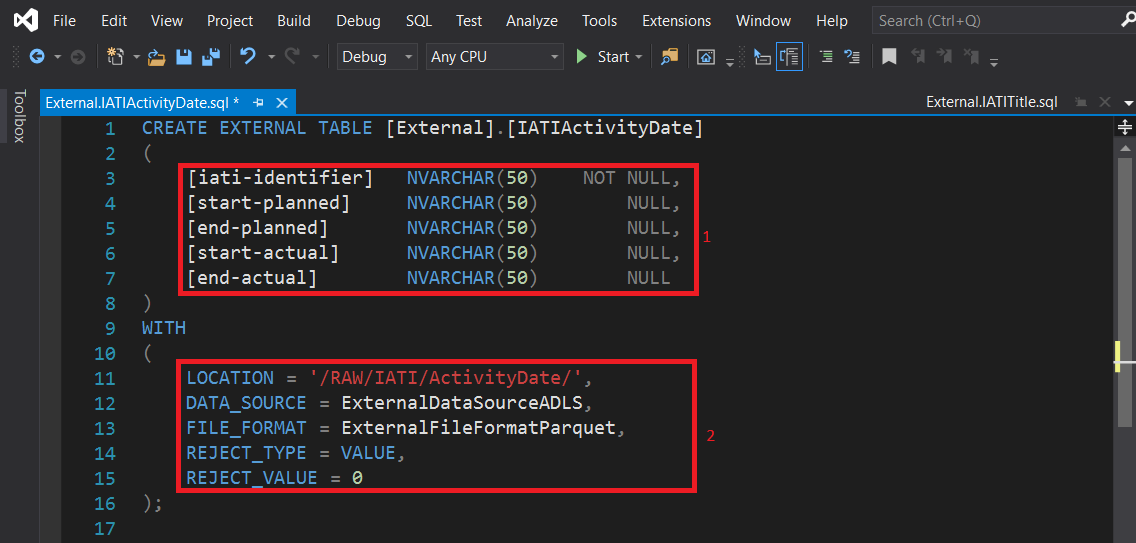 File Edit View Project Build Debug SQL Test Analyze Tools Extensions Window Help Search (Ctrl+Q)
Debug Any CPU Start
Toolbox
External.IATIActivityDate.sql * External.IATITitle.sql
1 CREATE EXTERNAL TABLE [External].[IATIActivityDate]
2 (
3 [iati-identifier] NVARCHAR(50) NOT NULL,
4 [start-planned] NVARCHAR(50) NULL,
5 [end-planned] NVARCHAR(50) NULL,
1
6 [start-actual] NVARCHAR(50) NULL,
7 [end-actual] NVARCHAR(50) NULL
8 )
9 WITH
10 (
11 LOCATION = '/RAW/IATI/ActivityDate/',
12 DATA_SOURCE = ExternalDataSourceADLS,
13 FILE_FORMAT = ExternalFileFormatParquet,
2
14 REJECT_TYPE = VALUE,
15 REJECT_VALUE = 0
16 );
17